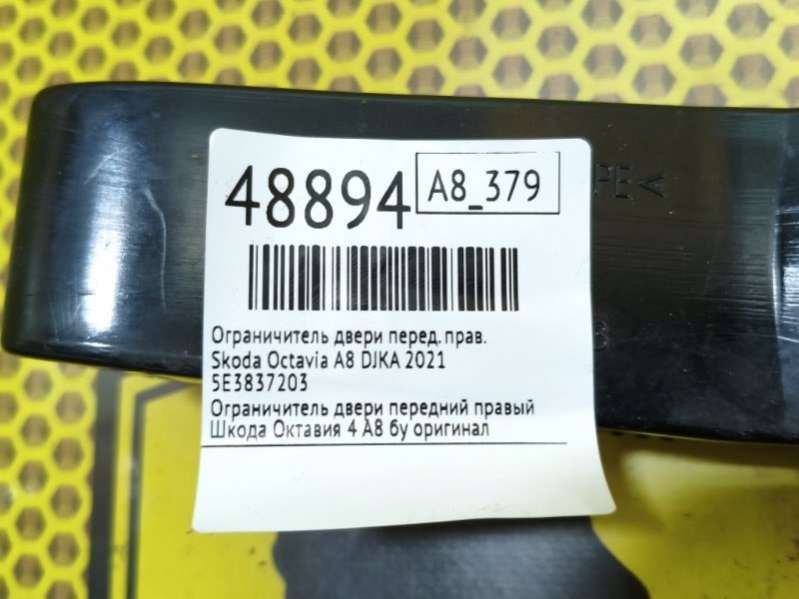 48894
A8_379
Ограничитель двери перед. прав.
Skoda Octavia A8 DJKA 2021
5E3837203
Ограничитель двери передний правый
Шкода Октавия 4 А8 бу оригинал